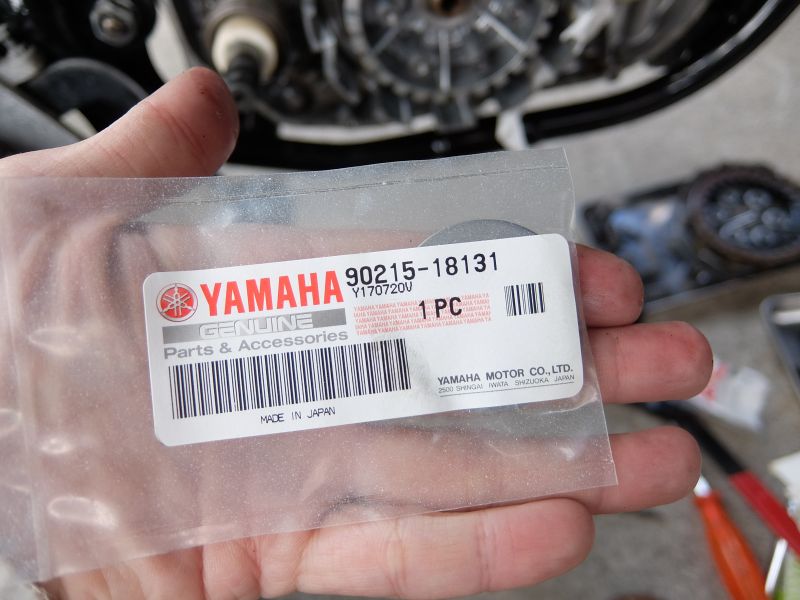 YAMAHA 90215-18131
Y170720V
GENUINE
Parts & Accessories
1 PC
YAMAHA MOTOR CO., LTD.
2500 SHINGAI IWATA SHIZUOKA JAPAN
MADE IN JAPAN